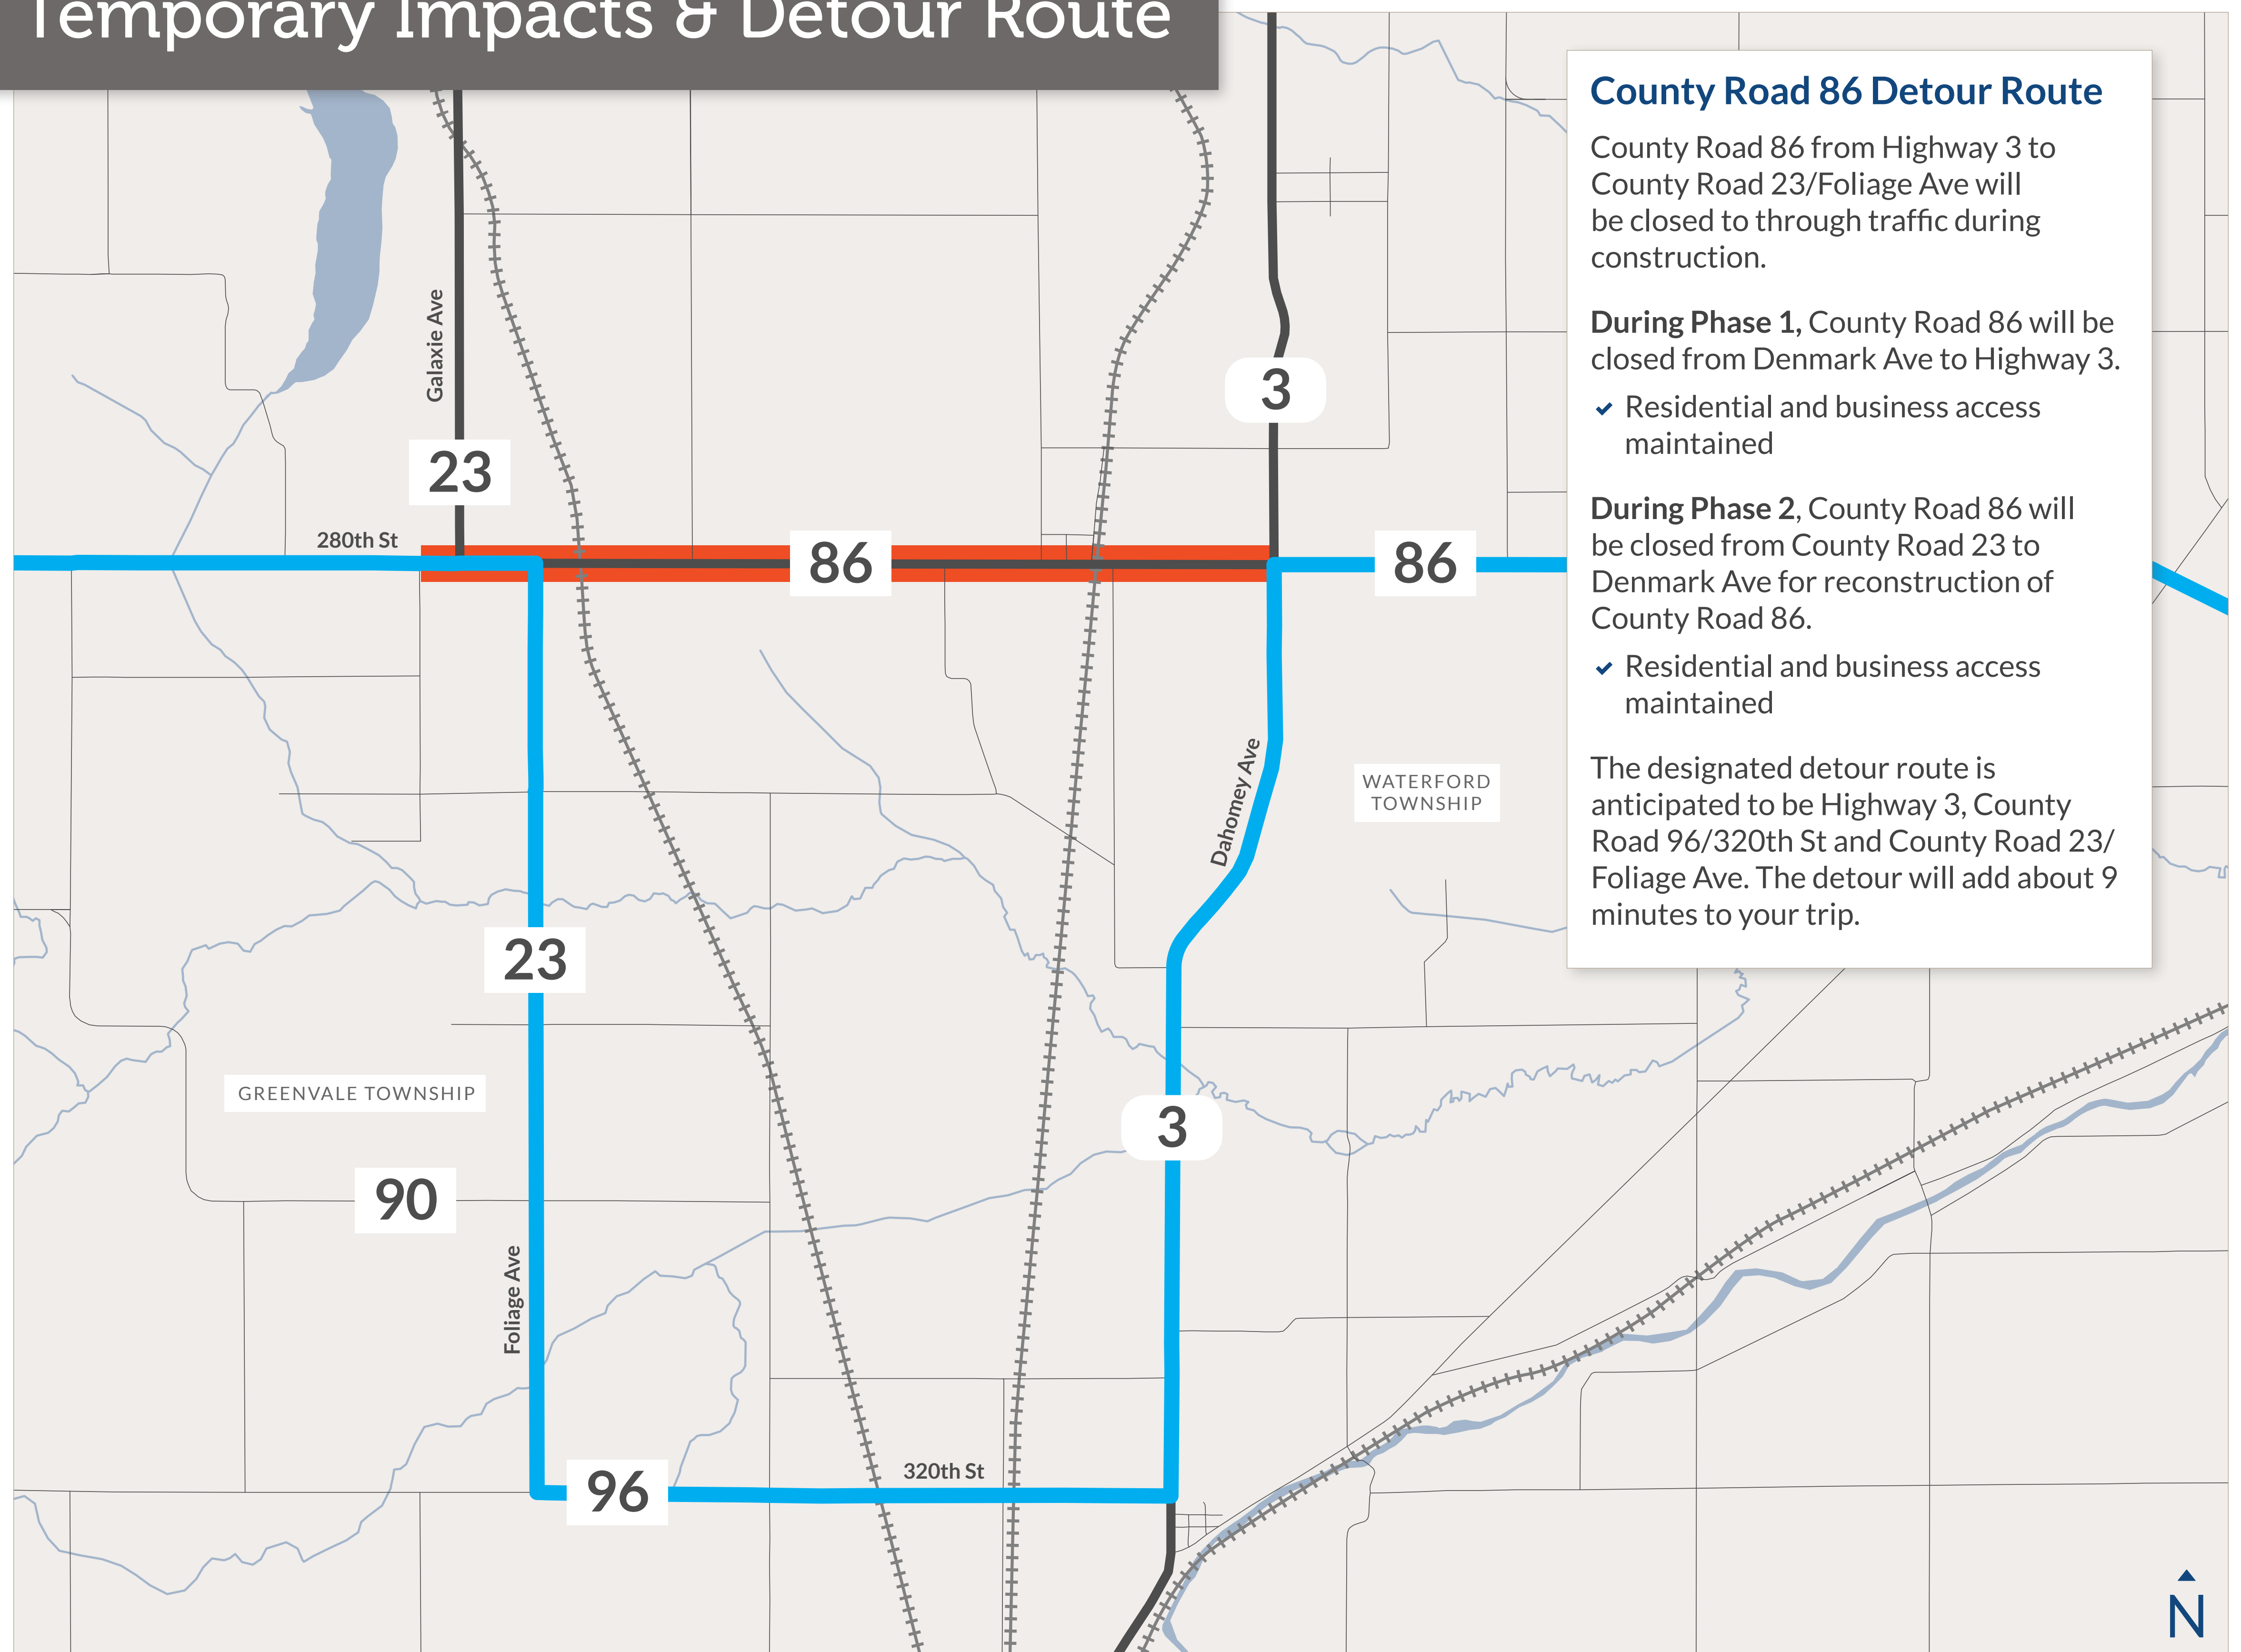 Temporary Impacts & Detour Route
County Road 86 Detour Route
County Road 86 from Highway 3 to
County Road 23/Foliage Ave will
be closed to through traffic during
construction.
During Phase 1, County Road 86 will be
closed from Denmark Ave to Highway 3.
Residential and business access
maintained
During Phase 2, County Road 86 will
be closed from County Road 23 to
Denmark Ave for reconstruction of
County Road 86.
Residential and business access
maintained
The designated detour route is
anticipated to be Highway 3, County
Road 96/320th St and County Road 23/
Foliage Ave. The detour will add about 9
minutes to your trip.
Galaxie Ave
3
23
280th St
86
86
Dahomey Ave
WATERFORD
TOWNSHIP
23
GREENVALE TOWNSHIP
3
90
Foliage Ave
320th St
96
N